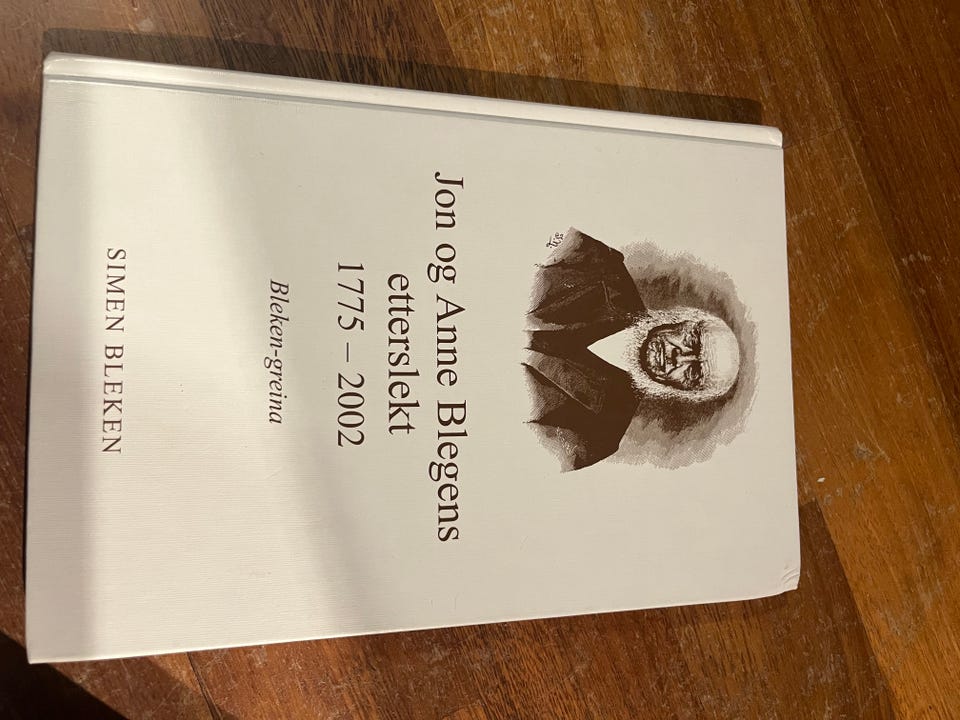 Jon og Anne Blegens
etterslekt
1775 – 2002
Bleken-greina
SIMEN BLEKEN